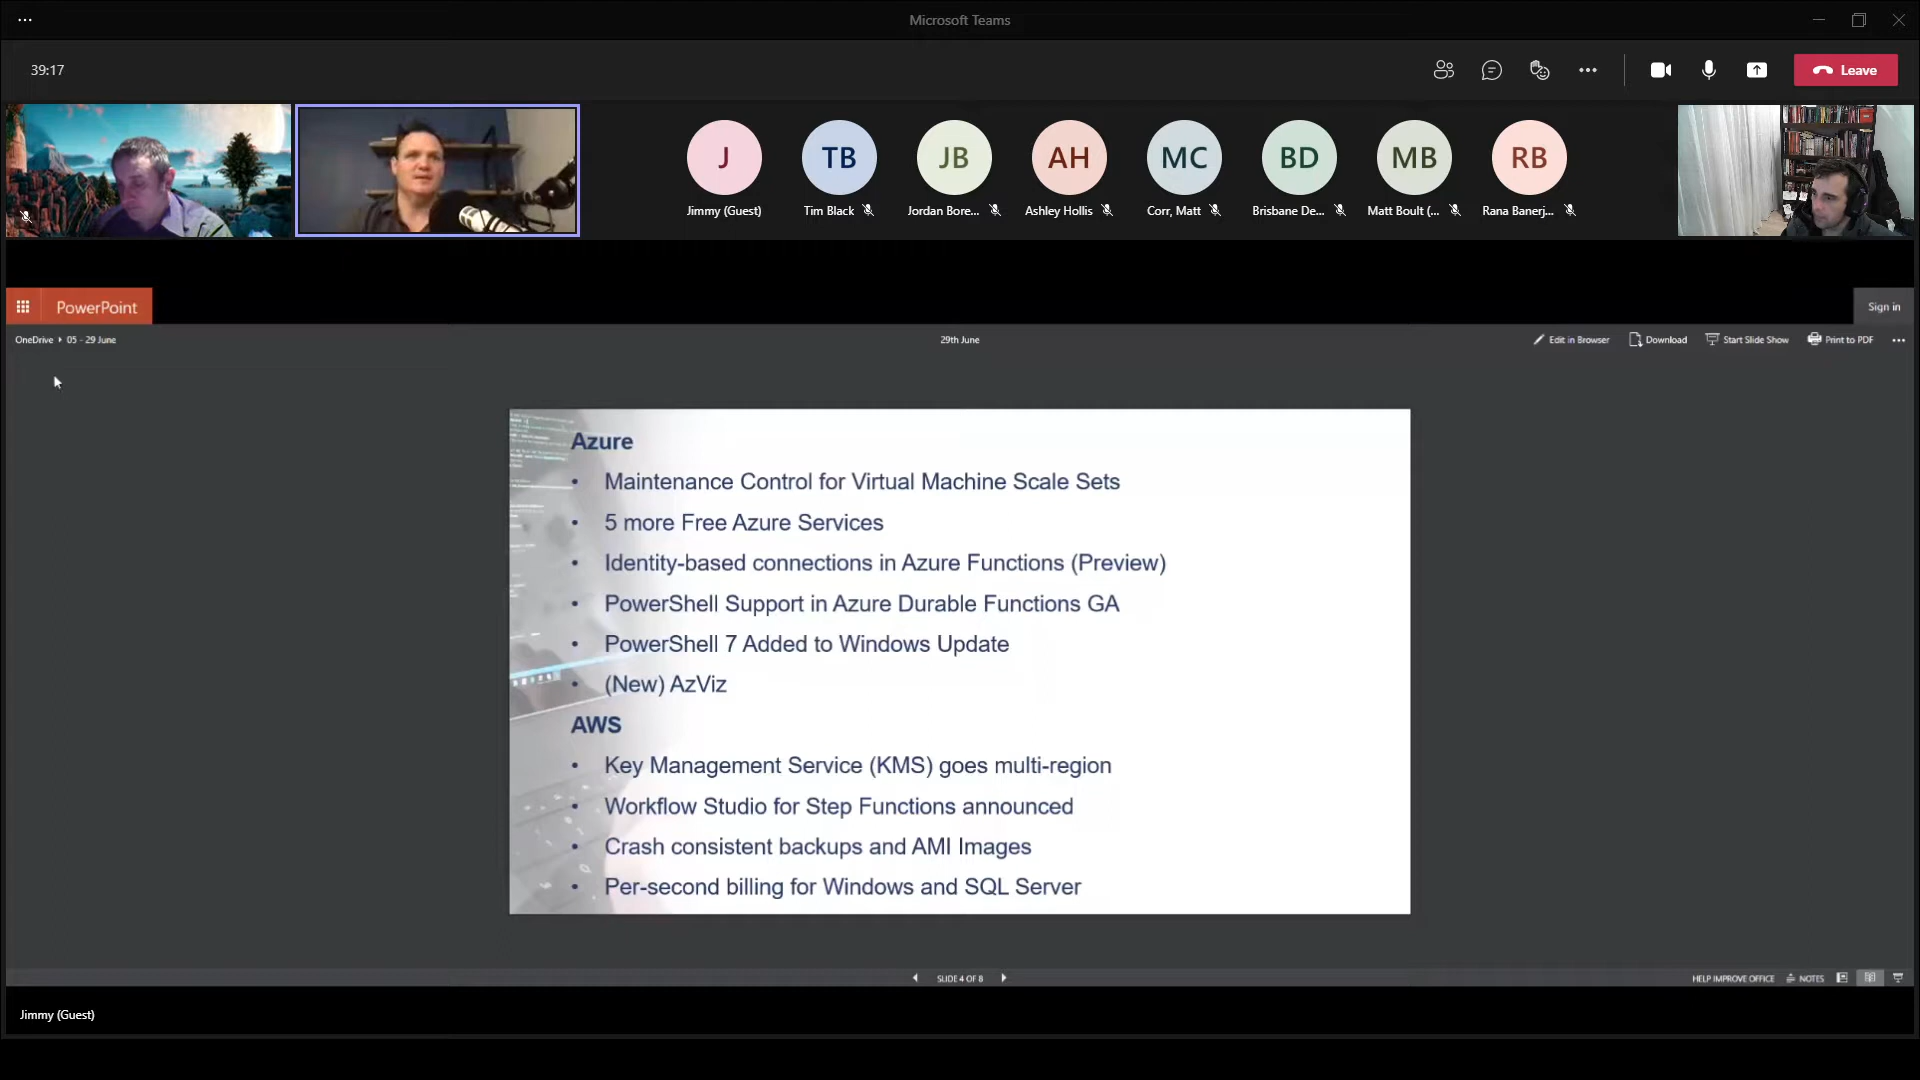 Microsoft Teams
39:17
Leave
J
TB
JB
AH
MC
BD
MB
RB
Jimmy (Guest)
Tim Black
Jordan Bore...
Ashley Hollis
Corr, Matt
Brisbane De...
Matt Boult (...
Rana Banerj...
PowerPoint
Sign in
OneDrive
05 - 29 June
29th June
Edit in Browser
Download
Start Slide Show
Print to PDF
Azure
• Maintenance Control for Virtual Machine Scale Sets
• 5 more Free Azure Services
• Identity-based connections in Azure Functions (Preview)
• PowerShell Support in Azure Durable Functions GA
• PowerShell 7 Added to Windows Update
• (New) AzViz
AWS
• Key Management Service (KMS) goes multi-region
• Workflow Studio for Step Functions announced
• Crash consistent backups and AMI Images
• Per-second billing for Windows and SQL Server
SLIDE 4 OF 8
HELP IMPROVE OFFICE
NOTES
Jimmy (Guest)